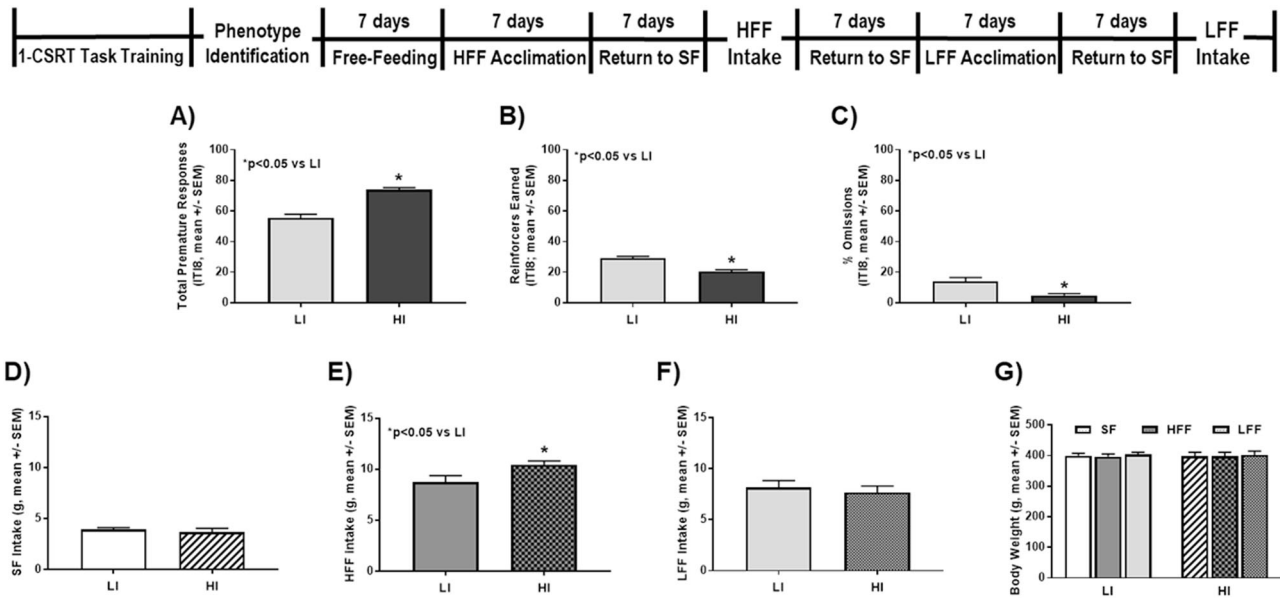 7 days 7 days 7 days 7 days 7 days 7 days
1-CSRT Task Training Phenotype Identification Free-Feeding HFF Acclimation Return to SF HFF Intake Return to SF LFF Acclimation Return to SF LFF Intake
A)
Total Premature Responses
(ITI8, mean +/- SEM)
100
80
60
40
20
0
*p<0.05 vs LI
*
LI HI
B)
Reinforcers Earned
(ITI8; mean +/- SEM)
100
80
60
40
20
0
*p<0.05 vs LI
*
LI HI
C)
% Omissions
(ITI8, mean +/- SEM)
100
80
60
40
20
0
*p<0.05 vs LI
*
LI HI
D)
SF Intake (g, mean +/- SEM)
15
10
5
0
LI HI
E)
HFF Intake (g, mean +/- SEM)
15
10
5
0
*p<0.05 vs LI
*
LI HI
F)
LFF Intake (g, mean +/- SEM)
15
10
5
0
LI HI
G)
Body Weight (g, mean +/- SEM)
500
400
300
200
100
0
SF HFF LFF
LI HI